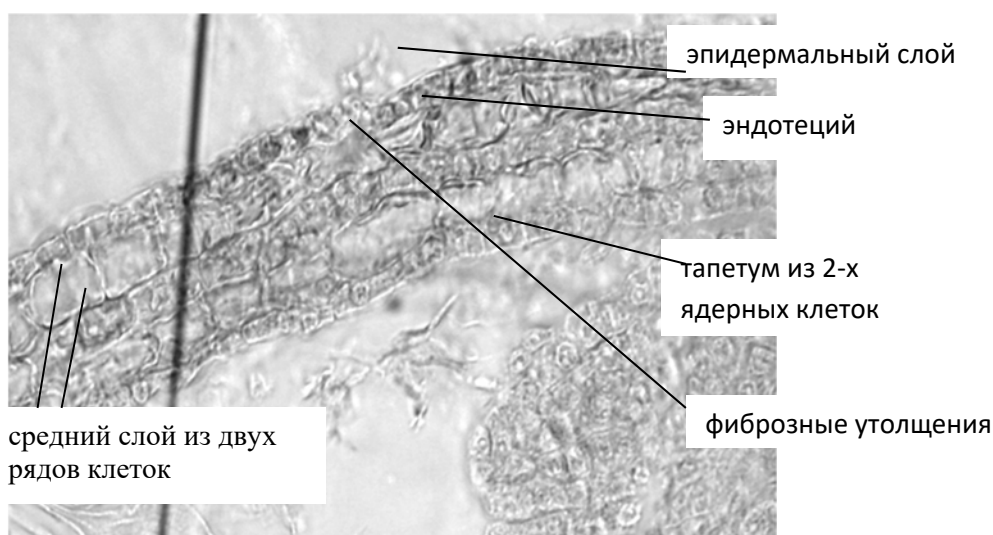 эпидермальный слой
эндотеций
тапетум из 2-х
ядерных клеток
фиброзные утолщения
средний слой из двух
рядов клеток